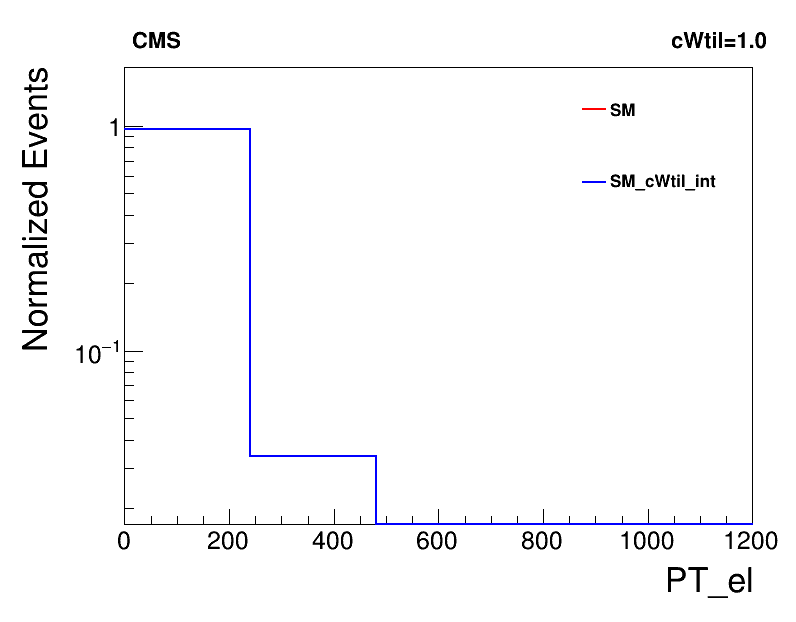 CMS cWtil=1.0
Normalized Events
1
10⁻¹
SM
SM_cWtil_int
0 200 400 600 800 1000 1200
PT_el